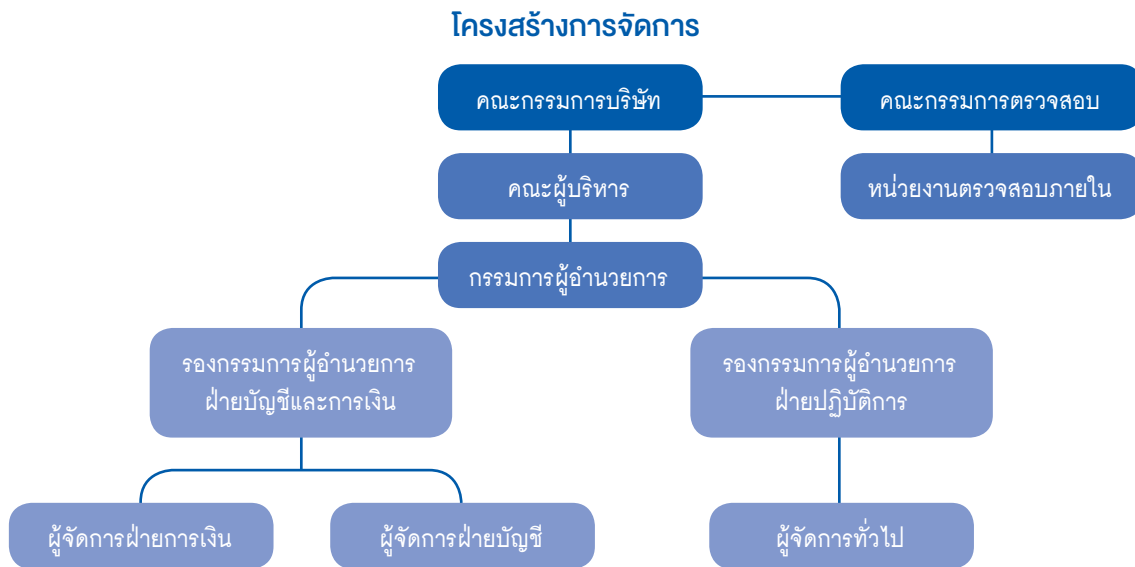 โครงสร้างการจัดการ
คณะกรรมการบริษัท
คณะกรรมการตรวจสอบ
คณะผู้บริหาร
หน่วยงานตรวจสอบภายใน
กรรมการผู้อำนวยการ
รองกรรมการผู้อำนวยการ
ฝ่ายบัญชีและการเงิน
รองกรรมการผู้อำนวยการ
ฝ่ายปฏิบัติการ
ผู้จัดการฝ่ายการเงิน
ผู้จัดการฝ่ายบัญชี
ผู้จัดการทั่วไป